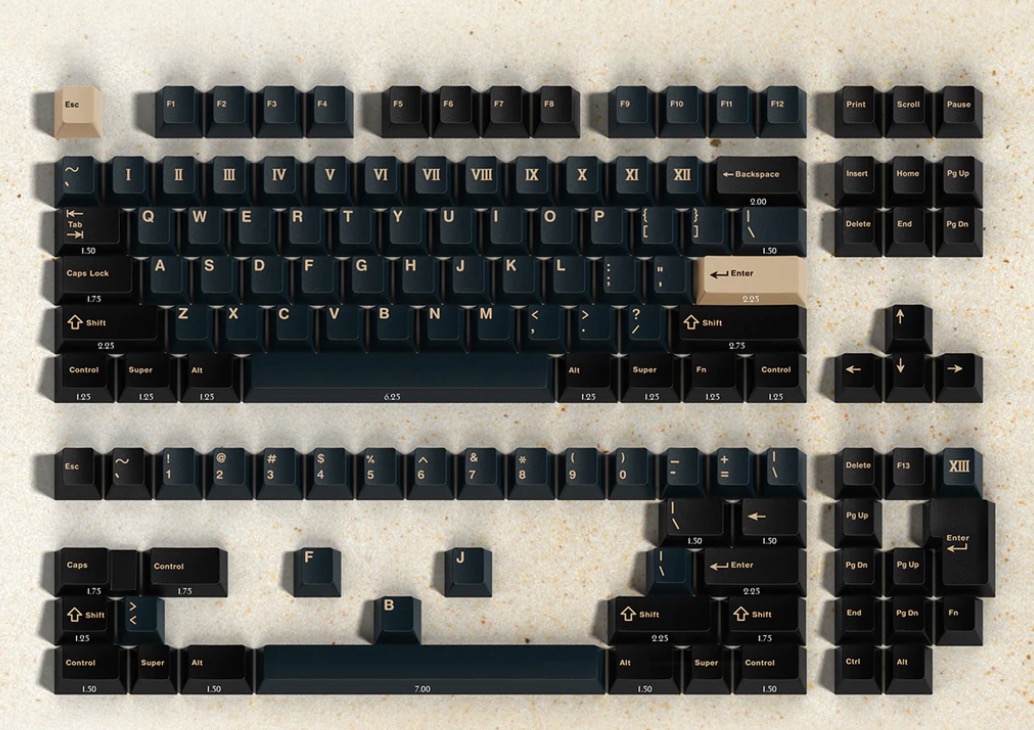 Esc F1 F2 F3 F4 F5 F6 F7 F8 F9 F10 F11 F12 Print Scroll Pause
~ I II III IV V VI VII VIII IX X XI XII ←Backspace Insert Home Pg Up
` 2.00
⇤ Q W E R T Y U I O P { } | Delete End Pg Dn
Tab [ ] \
⇥
1.50 1.50
Caps Lock A S D F G H J K L : " ↵ Enter
; '
1.75 2.25
⇧ Shift Z X C V B N M < > ? ⇧ Shift ↑
, . /
2.25 2.75
Control Super Alt Alt Super Fn Control ← ↓ →
1.25 1.25 1.25 6.25 1.25 1.25 1.25 1.25
Esc ~ ! @ # $ % ^ & * ( ) _ + | Delete F13 XIII
` 1 2 3 4 5 6 7 8 9 0 - = \
| ← Pg Up
\
1.50 1.50
Enter
↵
Caps Control F J | ↵ Enter Pg Dn Pg Up
\
1.75 1.75 2.25
⇧ Shift > B ⇧ Shift ⇧ Shift End Pg Dn Fn
<
1.25 2.25 1.75
Control Super Alt Alt Super Control Ctrl Alt
1.50 1.50 7.00 1.50 1.50